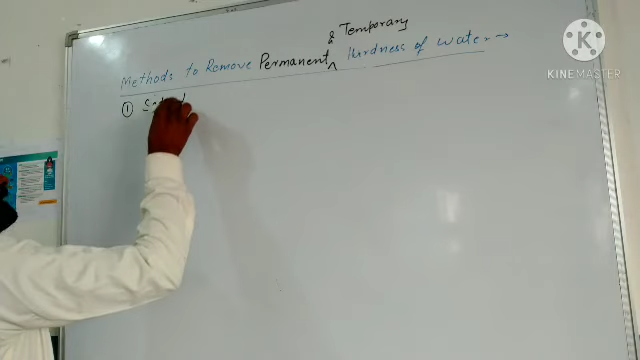 & Temporary
Methods to Remove Permanent ^ Hardness of water →
①
KINEMASTER